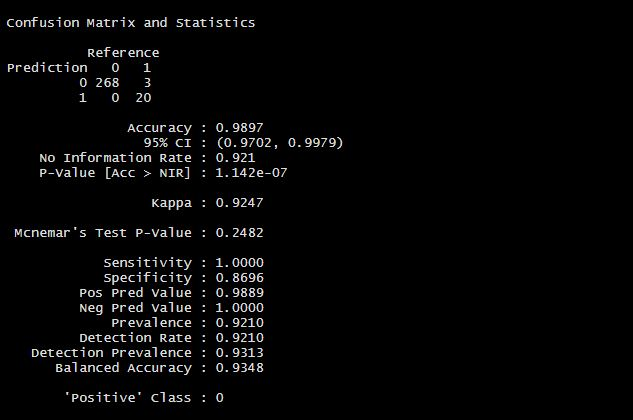 Confusion Matrix and Statistics
Reference
Prediction 0 1
0 268 3
1 0 20
Accuracy : 0.9897
95% CI : (0.9702, 0.9979)
No Information Rate : 0.921
P-Value [Acc > NIR] : 1.142e-07
Kappa : 0.9247
Mcnemar's Test P-Value : 0.2482
Sensitivity : 1.0000
Specificity : 0.8696
Pos Pred Value : 0.9889
Neg Pred Value : 1.0000
Prevalence : 0.9210
Detection Rate : 0.9210
Detection Prevalence : 0.9313
Balanced Accuracy : 0.9348
'Positive' Class : 0